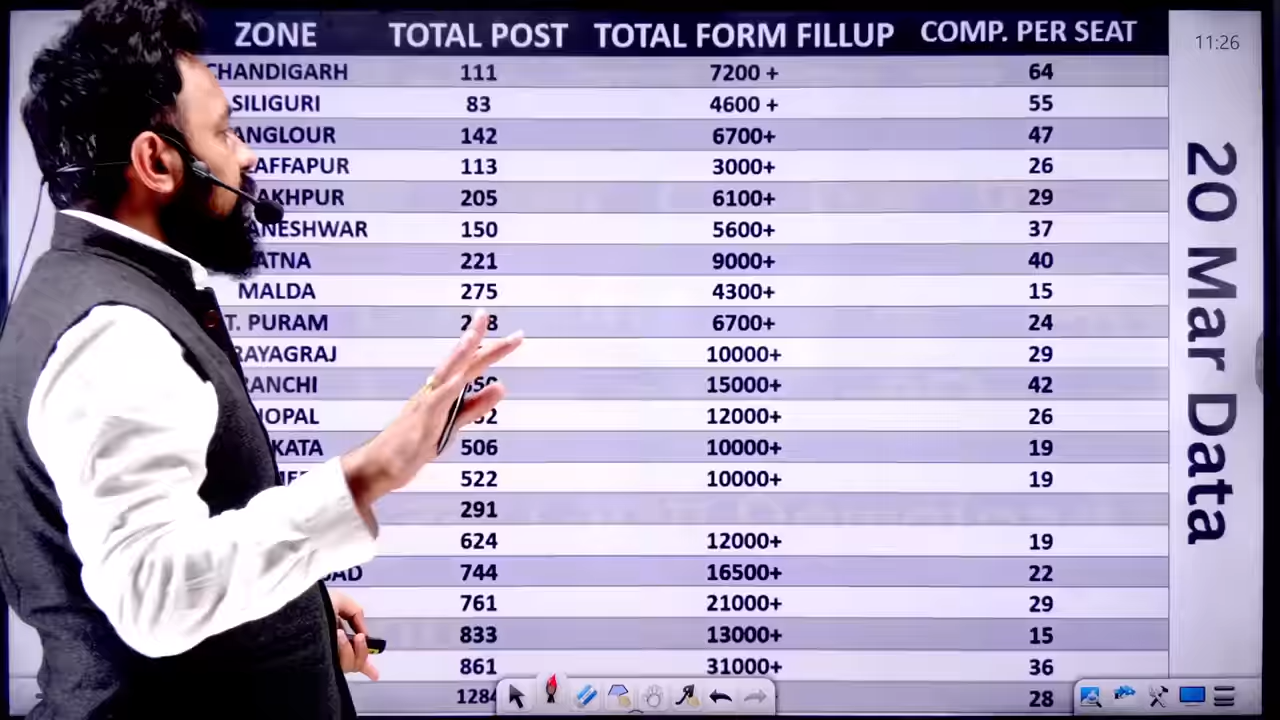 ZONE TOTAL POST TOTAL FORM FILLUP COMP. PER SEAT
11:26
CHANDIGARH 111 7200 + 64
SILIGURI 83 4600 + 55
ANGLOUR 142 6700+ 47
AFFAPUR 113 3000+ 26
AKHPUR 205 6100+ 29
ANESHWAR 150 5600+ 37
ATNA 221 9000+ 40
MALDA 275 4300+ 15
T. PURAM 6700+ 24
RAYAGRAJ 10000+ 29
RANCHI 15000+ 42
HOPAL 12000+ 26
KATA 506 10000+ 19
522 10000+ 19
291
624 12000+ 19
BAD 744 16500+ 22
761 21000+ 29
833 13000+ 15
861 31000+ 36
1284 28
20 Mar Data